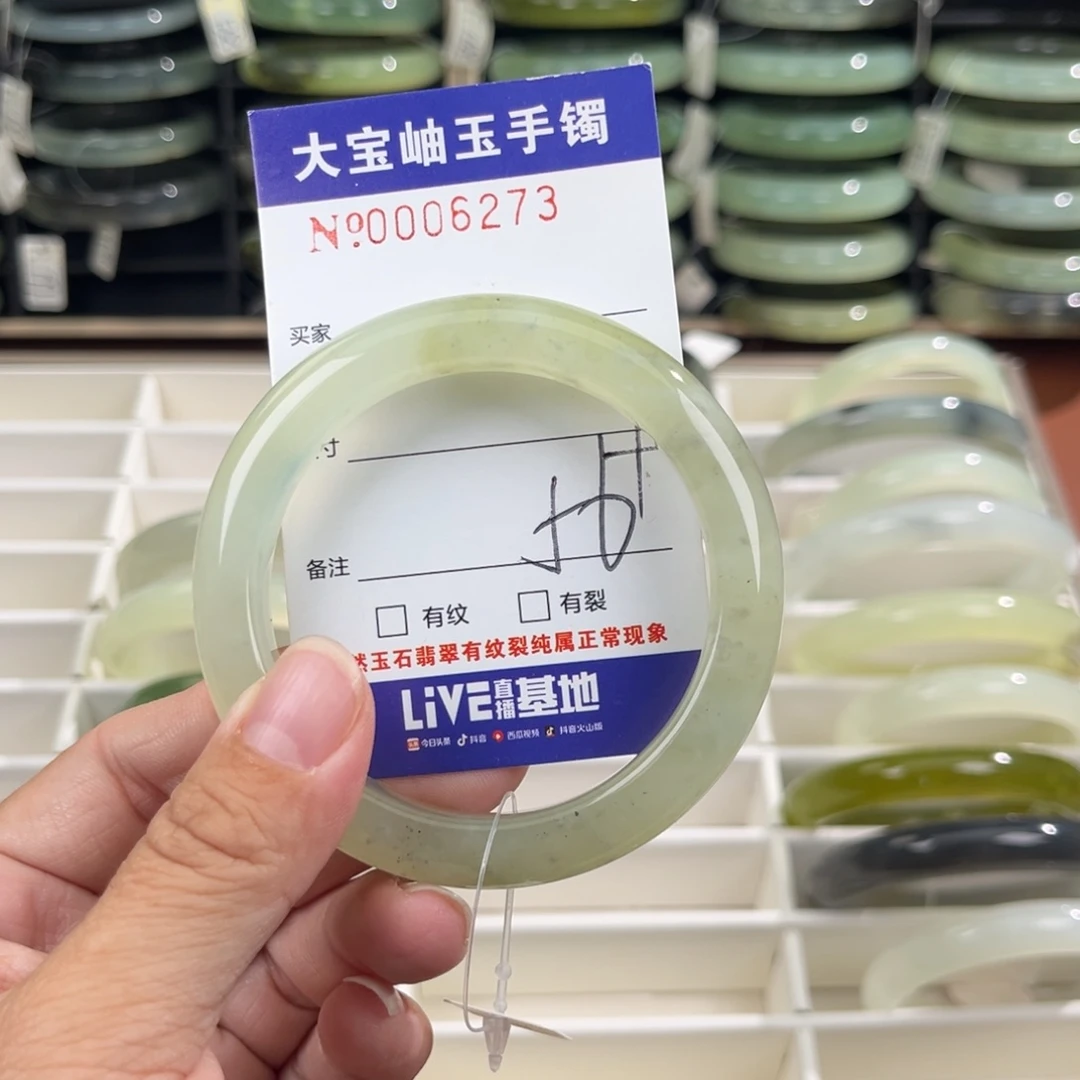 大宝岫玉手镯
№0006273
买家
寸
备注
有纹 有裂
然玉石翡翠有纹裂纯属正常现象
LiVE直播基地
今日头条 抖音 西瓜视频 抖音火山版